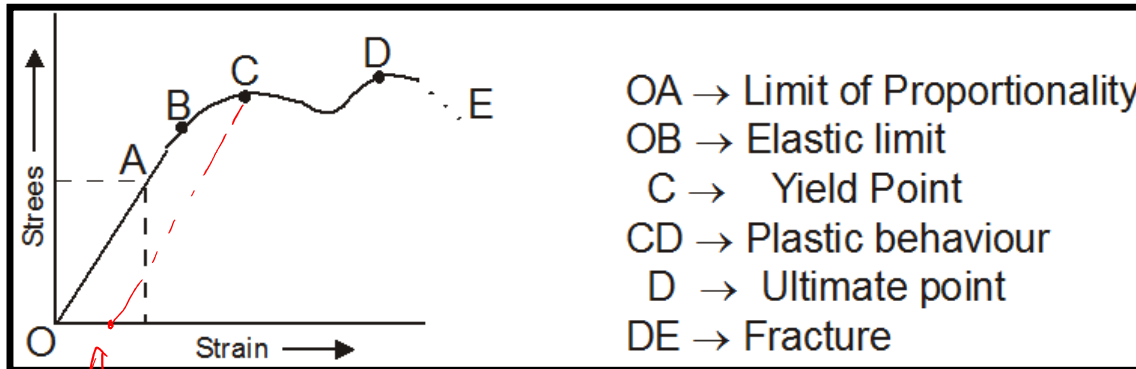 D
C
B
E
A
Strees
O
Strain
OA → Limit of Proportionality
OB → Elastic limit
C → Yield Point
CD → Plastic behaviour
D → Ultimate point
DE → Fracture